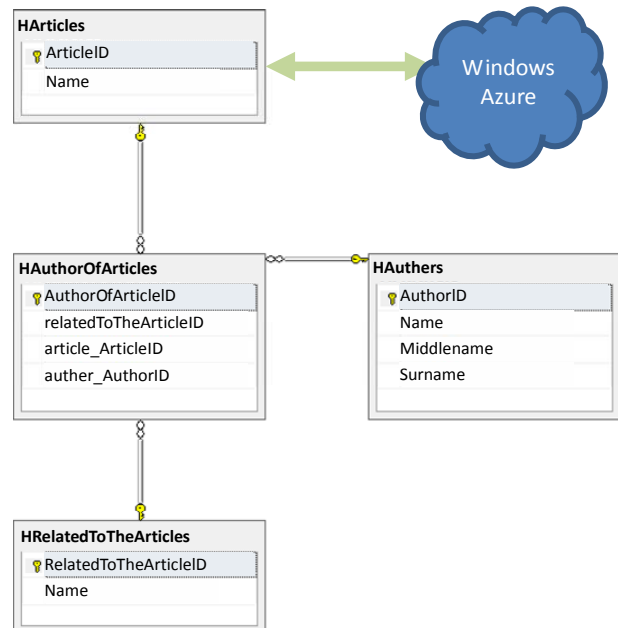 HArticles
ArticleID
Name
Windows
Azure
HAuthorOfArticles
AuthorOfArticleID
relatedToTheArticleID
article_ArticleID
auther_AuthorID
HAuthers
AuthorID
Name
Middlename
Surname
HRelatedToTheArticles
RelatedToTheArticleID
Name